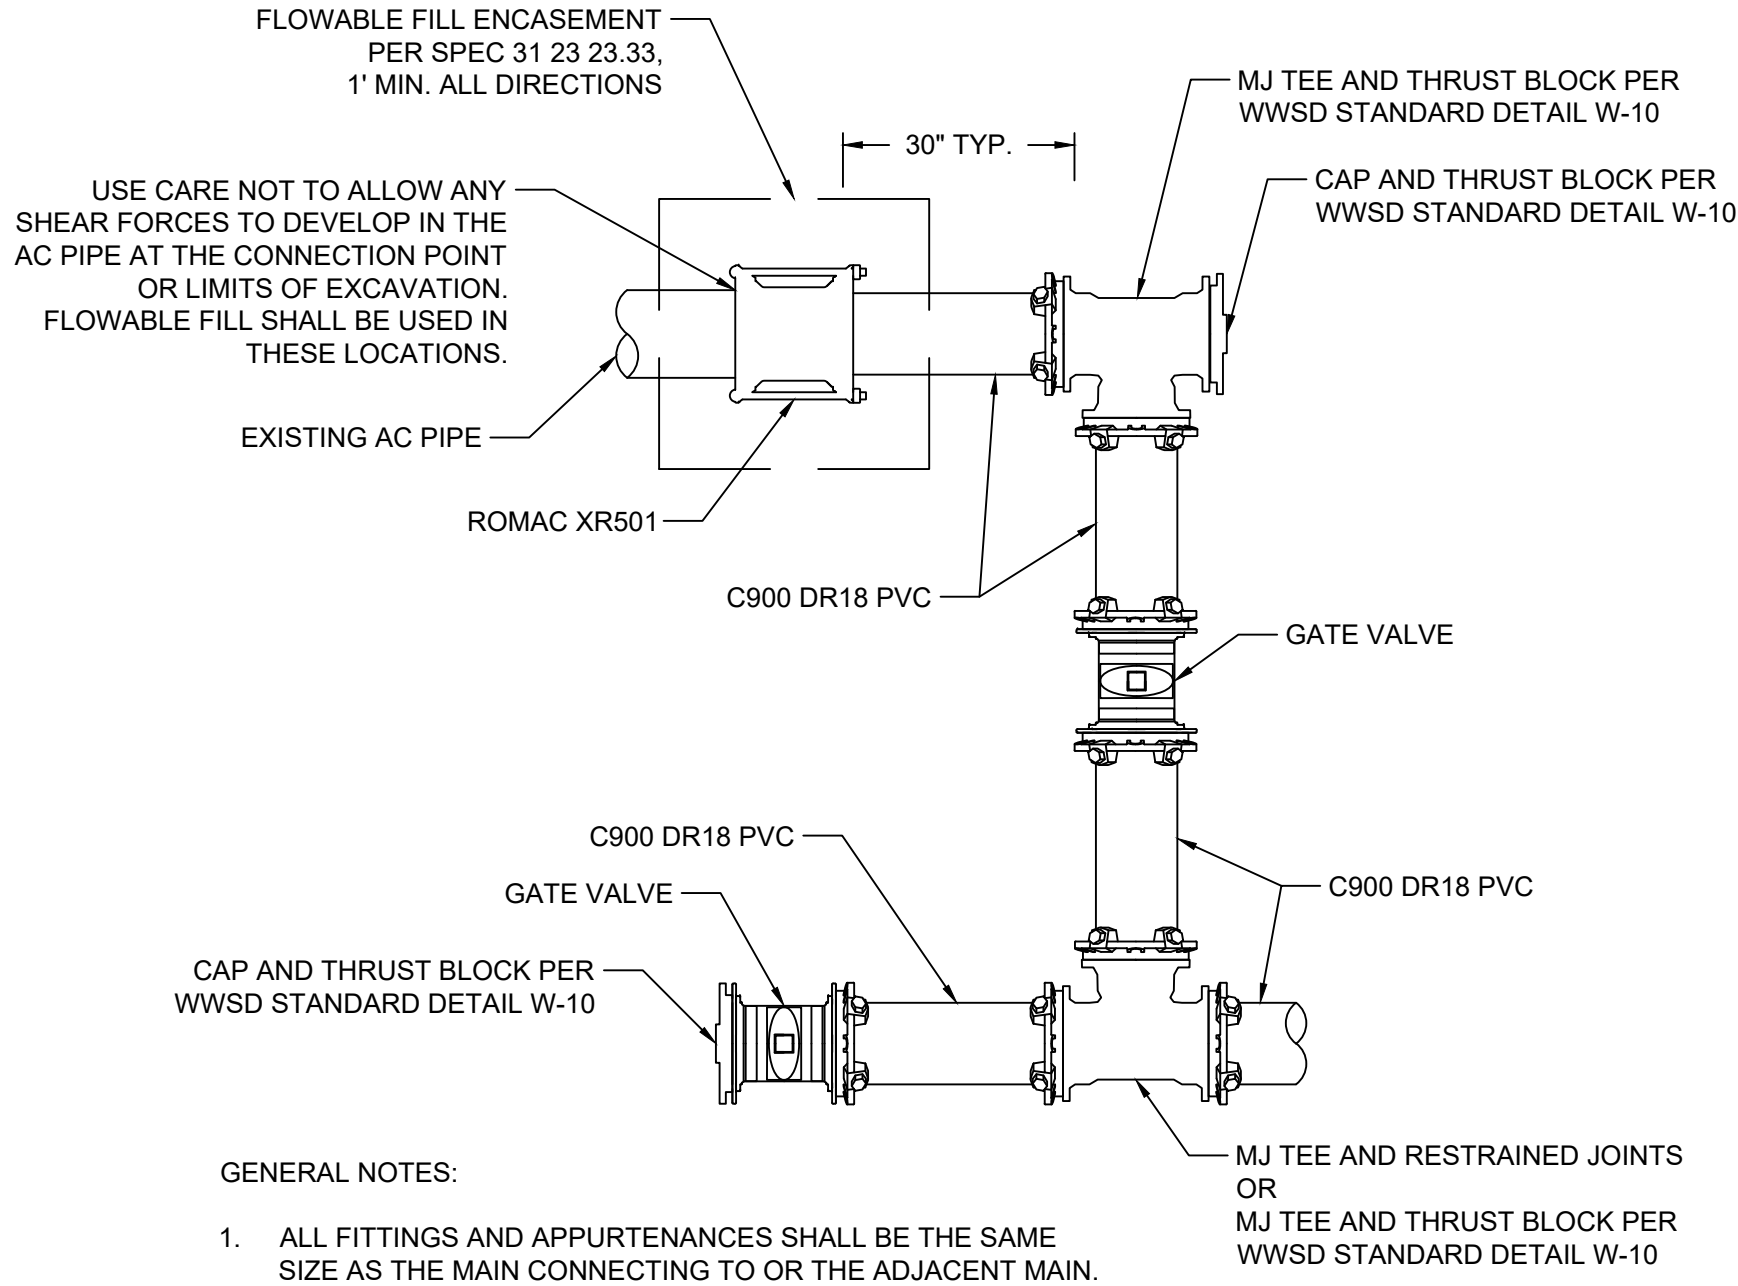 FLOWABLE FILL ENCASEMENT
PER SPEC 31 23 23.33,
1' MIN. ALL DIRECTIONS
MJ TEE AND THRUST BLOCK PER
WWSD STANDARD DETAIL W-10
30" TYP.
CAP AND THRUST BLOCK PER
WWSD STANDARD DETAIL W-10
USE CARE NOT TO ALLOW ANY
SHEAR FORCES TO DEVELOP IN THE
AC PIPE AT THE CONNECTION POINT
OR LIMITS OF EXCAVATION.
FLOWABLE FILL SHALL BE USED IN
THESE LOCATIONS.
EXISTING AC PIPE
ROMAC XR501
C900 DR18 PVC
GATE VALVE
C900 DR18 PVC
GATE VALVE
C900 DR18 PVC
CAP AND THRUST BLOCK PER
WWSD STANDARD DETAIL W-10
MJ TEE AND RESTRAINED JOINTS
OR
MJ TEE AND THRUST BLOCK PER
WWSD STANDARD DETAIL W-10
GENERAL NOTES:
1. ALL FITTINGS AND APPURTENANCES SHALL BE THE SAME
SIZE AS THE MAIN CONNECTING TO OR THE ADJACENT MAIN.